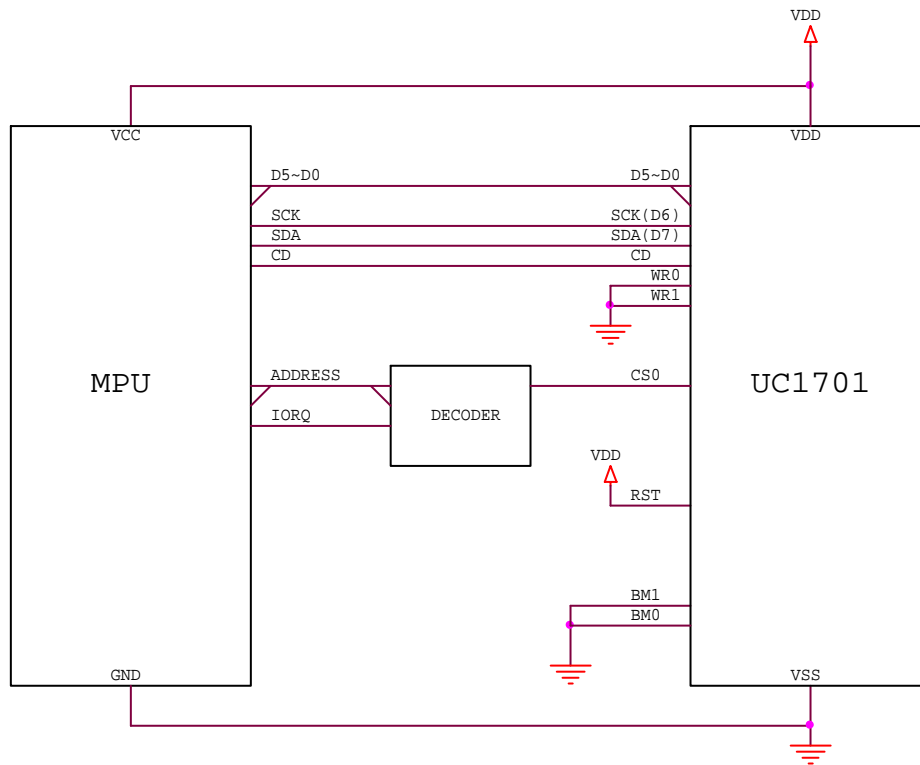 VDD
VCC VDD
D5~D0 D5~D0
SCK SCK(D6)
SDA SDA(D7)
CD CD
WR0
WR1
ADDRESS CS0
MPU DECODER UC1701
IORQ
VDD
RST
BM1
BM0
GND VSS